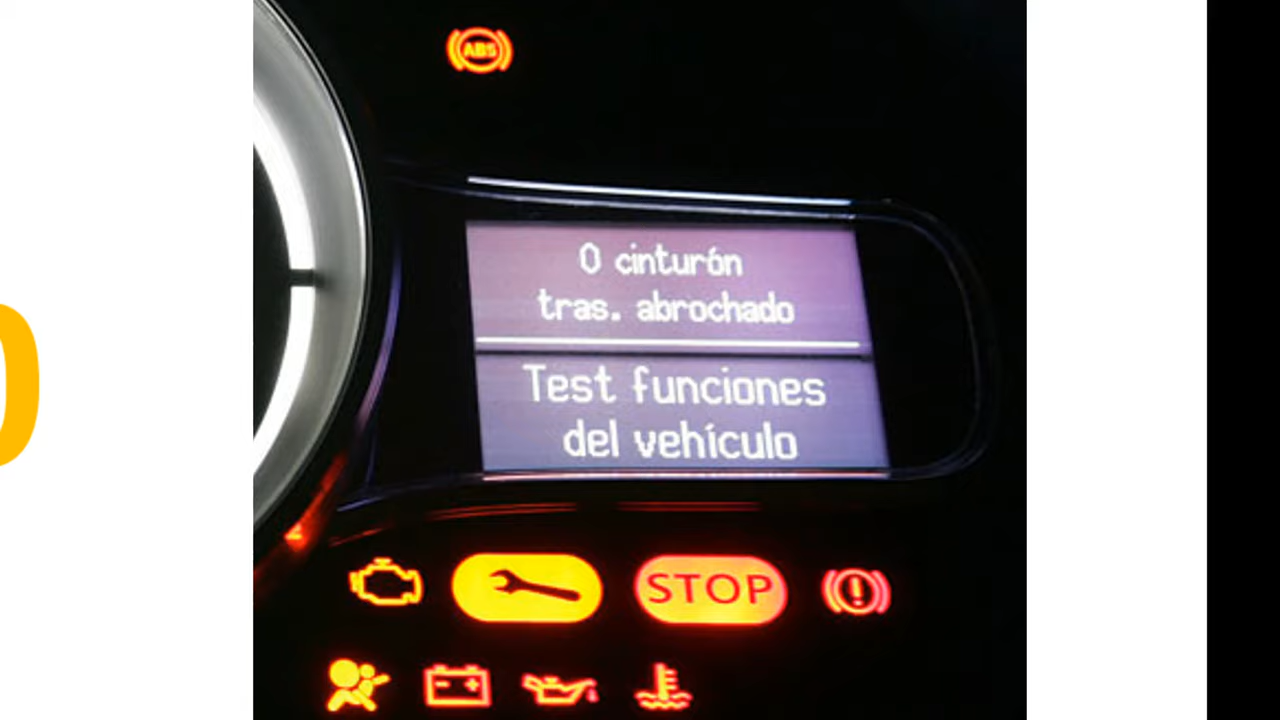 ABS
0 cinturón
tras. abrochado
Test funciones
del vehículo
STOP